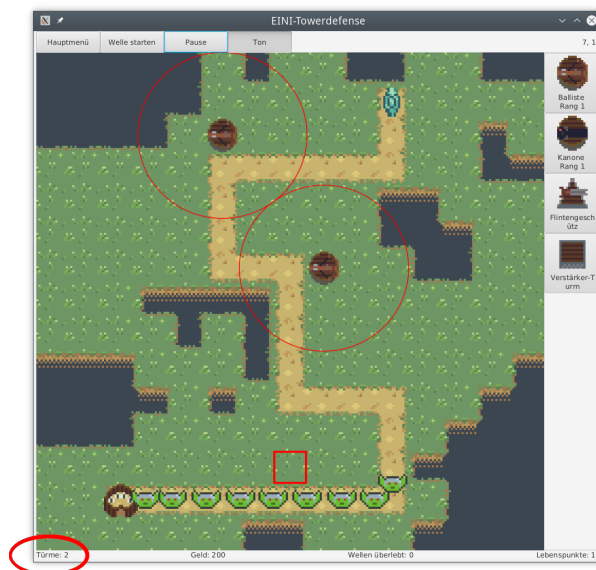 EINI-Towerdefense
Hauptmenü Welle starten Pause Ton 7, 1
Balliste
Rang 1
Kanone
Rang 1
Flintengesch
ütz
Verstärker-T
urm
Türme: 2 Geld: 200 Wellen überlebt: 0 Lebenspunkte: 1